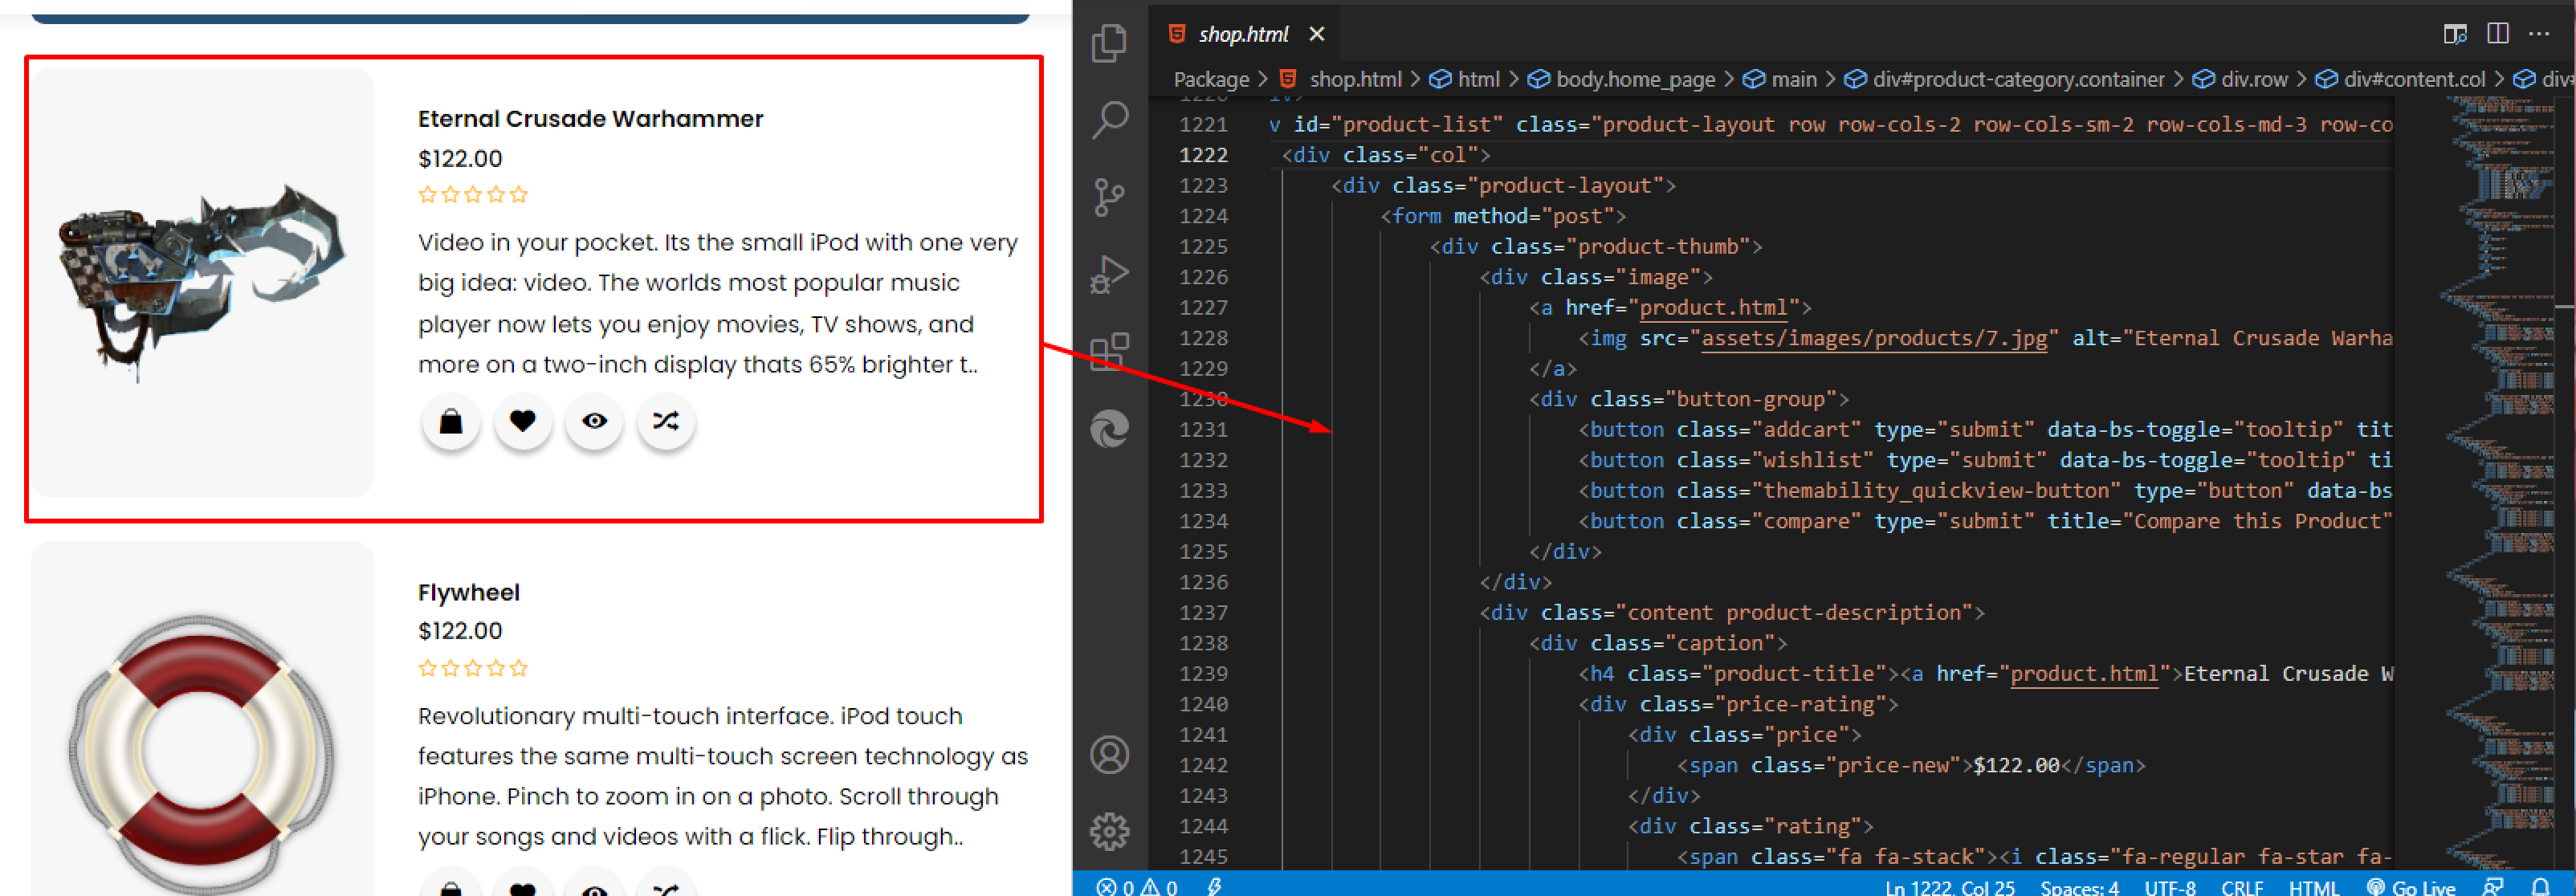 Eternal Crusade Warhammer
$122.00
Video in your pocket. Its the small iPod with one very
big idea: video. The worlds most popular music
player now lets you enjoy movies, TV shows, and
more on a two-inch display thats 65% brighter t..
Flywheel
$122.00
Revolutionary multi-touch interface. iPod touch
features the same multi-touch screen technology as
iPhone. Pinch to zoom in on a photo. Scroll through
your songs and videos with a flick. Flip through..
shop.html
Package > shop.html > html > body.home_page > main > div#product-category.container > div.row > div#content.col > div#
1221 v id="product-list" class="product-layout row row-cols-2 row-cols-sm-2 row-cols-md-3 row-co
1222 <div class="col">
1223 <div class="product-layout">
1224 <form method="post">
1225 <div class="product-thumb">
1226 <div class="image">
1227 <a href="product.html">
1228 <img src="assets/images/products/7.jpg" alt="Eternal Crusade Warha
1229 </a>
1230 <div class="button-group">
1231 <button class="addcart" type="submit" data-bs-toggle="tooltip" tit
1232 <button class="wishlist" type="submit" data-bs-toggle="tooltip" ti
1233 <button class="themability_quickview-button" type="button" data-bs
1234 <button class="compare" type="submit" title="Compare this Product"
1235 </div>
1236 </div>
1237 <div class="content product-description">
1238 <div class="caption">
1239 <h4 class="product-title"><a href="product.html">Eternal Crusade W
1240 <div class="price-rating">
1241 <div class="price">
1242 <span class="price-new">$122.00</span>
1243 </div>
1244 <div class="rating">
1245 <span class="fa fa-stack"><i class="fa-regular fa-star fa-
0 0 Ln 1222, Col 25 Spaces: 4 UTF-8 CRLF HTML Go Live